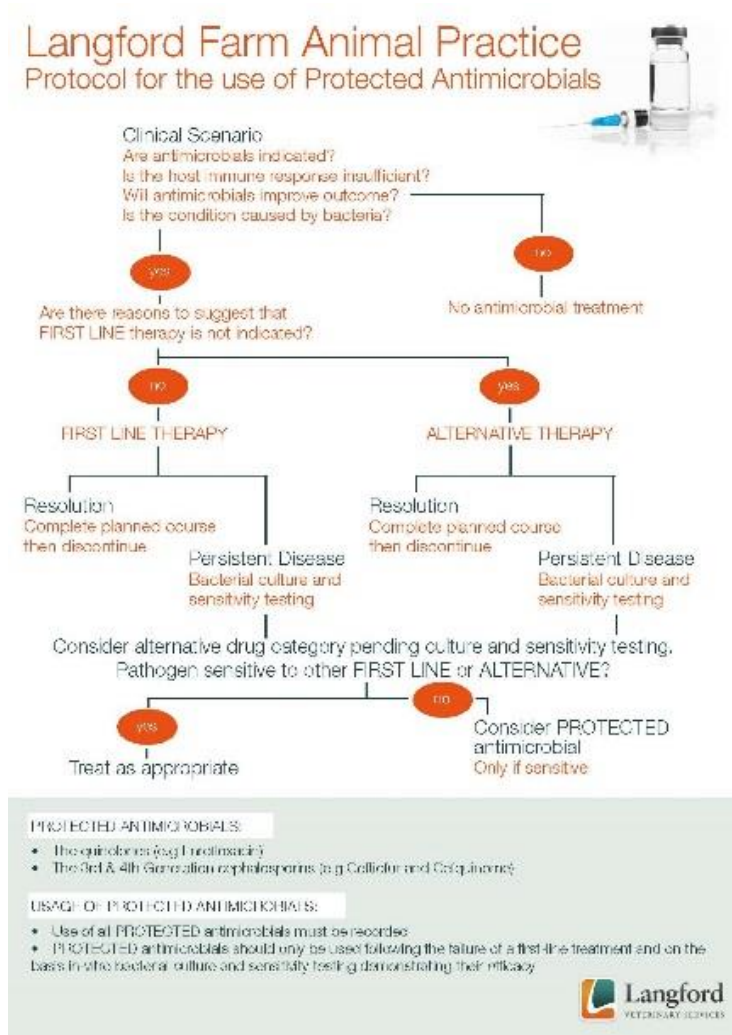 Langford Farm Animal Practice
Protocol for the use of Protected Antimicrobials
Clinical Scenario
Are antimicrobials indicated?
Is the host immune response insufficient?
Will antimicrobials improve outcome?
Is the condition caused by bacteria?
yes
no
Are there reasons to suggest that
FIRST LINE therapy is not indicated?
No antimicrobial treatment
no
yes
FIRST LINE THERAPY
ALTERNATIVE THERAPY
Resolution
Complete planned course
then discontinue
Resolution
Complete planned course
then discontinue
Persistent Disease
Bacterial culture and
sensitivity testing
Persistent Disease
Bacterial culture and
sensitivity testing
Consider alternative drug category pending culture and sensitivity testing.
Pathogen sensitive to other FIRST LINE or ALTERNATIVE?
yes
no
Treat as appropriate
Consider PROTECTED
antimicrobial
Only if sensitive
PROTECTED ANTIMICROBIALS:
• The quinolones (e.g Enrofloxacin)
• The 3rd & 4th Generation cephalosporins (e.g Ceftiofur and Cefquinome)
USAGE OF PROTECTED ANTIMICROBIALS:
• Use of all PROTECTED antimicrobials must be recorded
• PROTECTED antimicrobials should only be used following the failure of a first-line treatment and on the
basis in-vitro bacterial culture and sensitivity testing demonstrating their efficacy
Langford
VETERINARY SERVICES